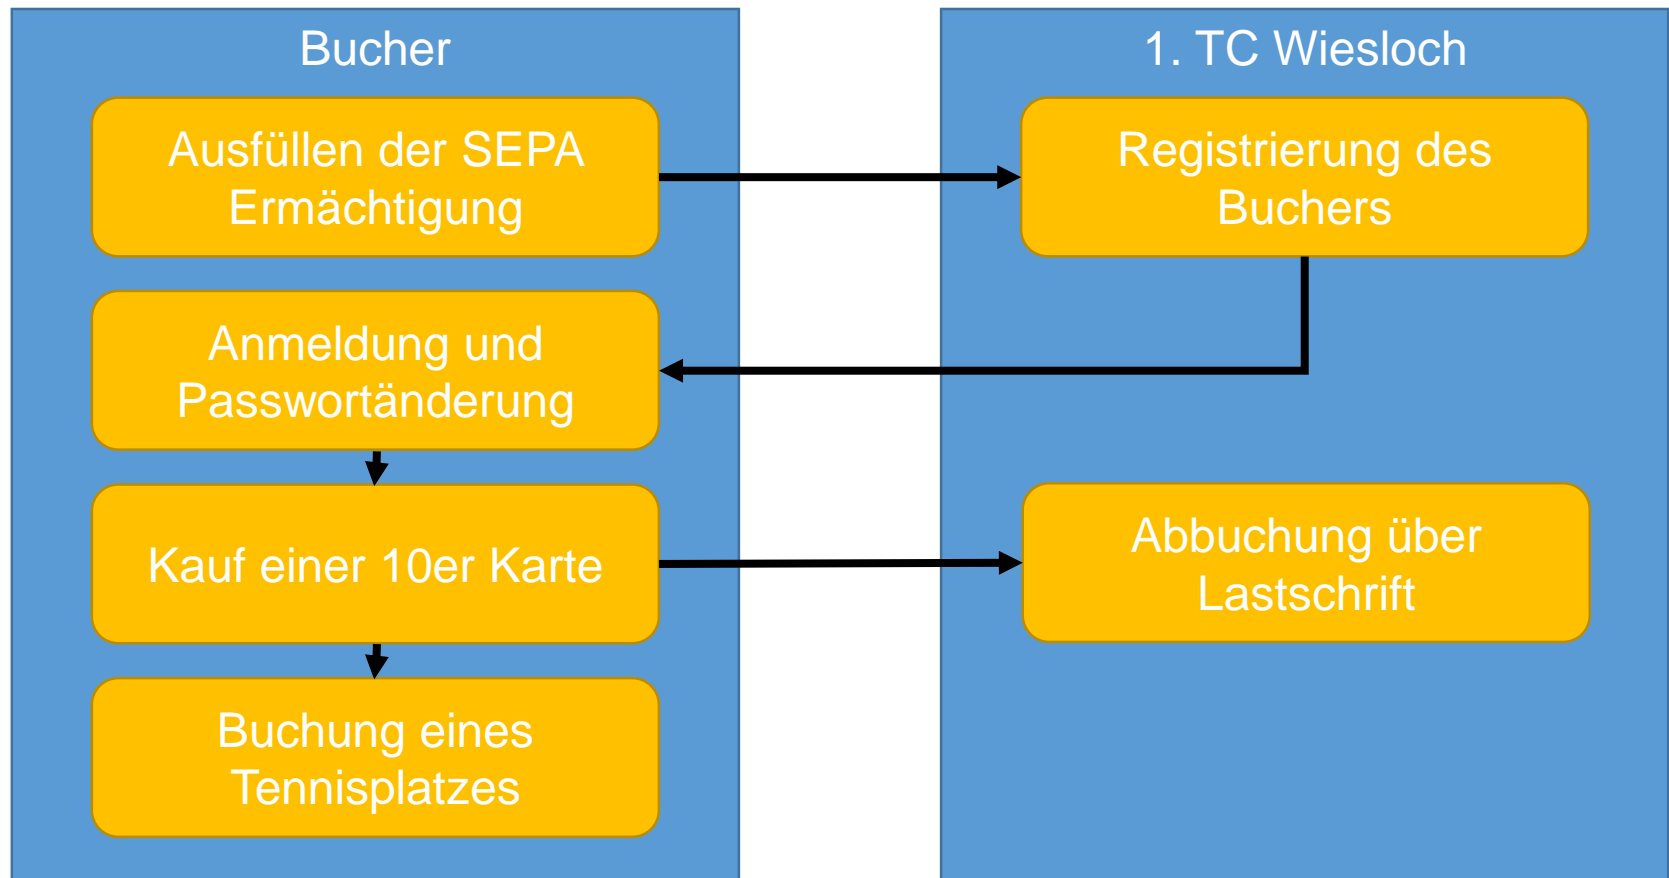 Bucher
Ausfüllen der SEPA
Ermächtigung
Anmeldung und
Passwortänderung
Kauf einer 10er Karte
Buchung eines
Tennisplatzes
1. TC Wiesloch
Registrierung des
Buchers
Abbuchung über
Lastschrift